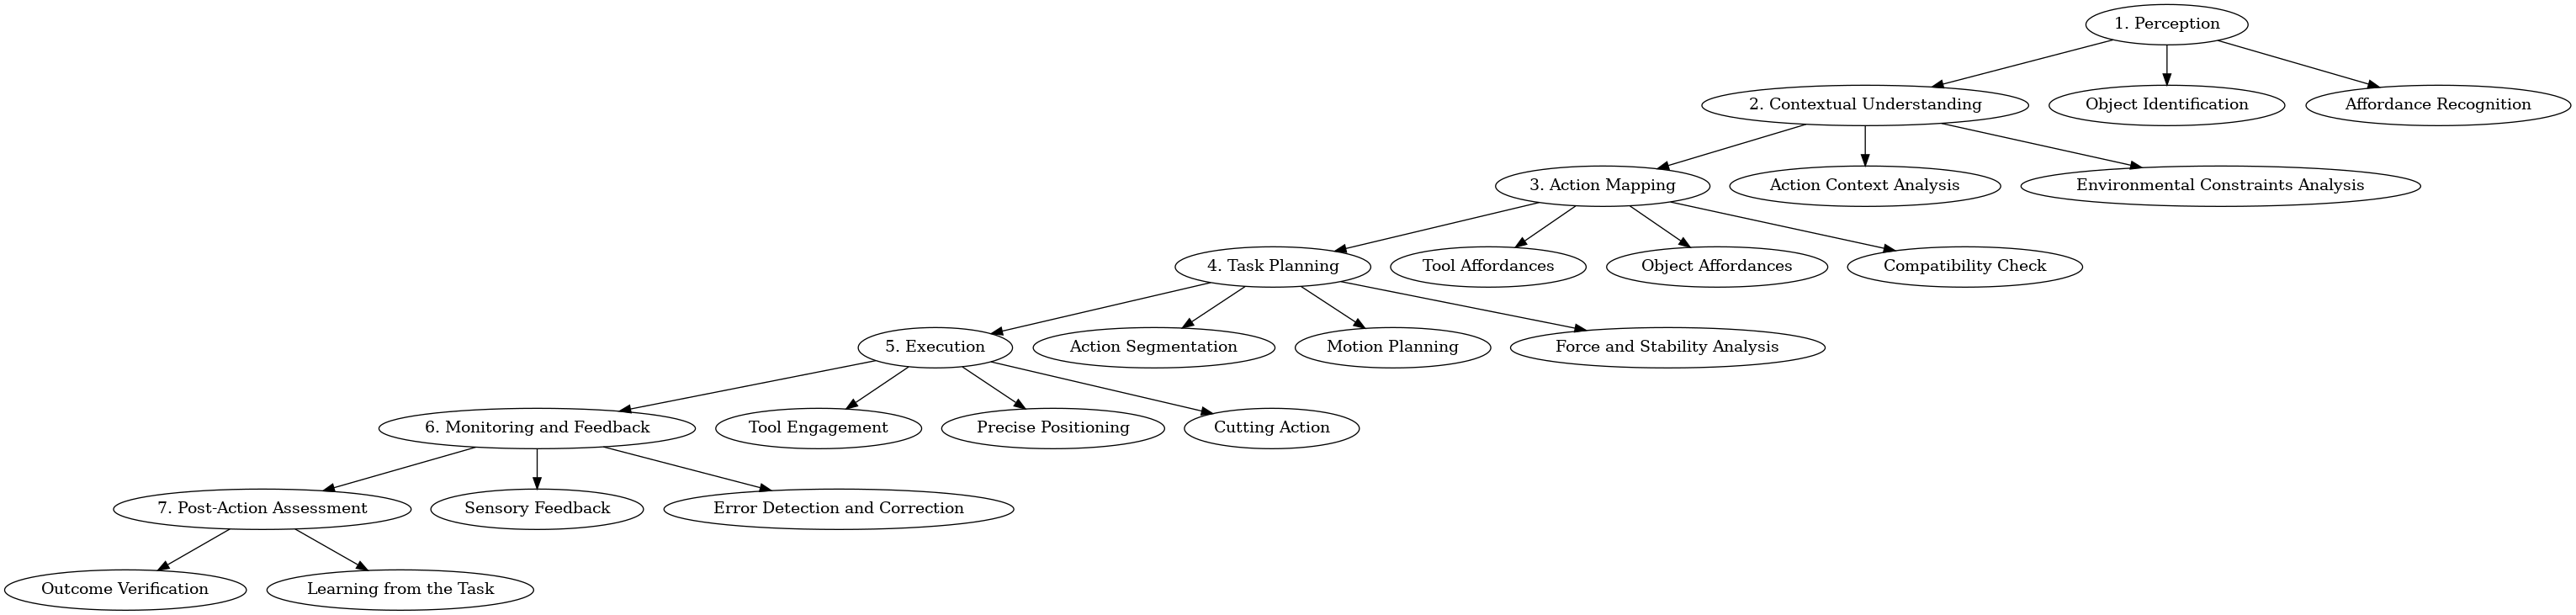 1. Perception
2. Contextual Understanding
Object Identification
Affordance Recognition
3. Action Mapping
Action Context Analysis
Environmental Constraints Analysis
4. Task Planning
Tool Affordances
Object Affordances
Compatibility Check
5. Execution
Action Segmentation
Motion Planning
Force and Stability Analysis
6. Monitoring and Feedback
Tool Engagement
Precise Positioning
Cutting Action
7. Post-Action Assessment
Sensory Feedback
Error Detection and Correction
Outcome Verification
Learning from the Task